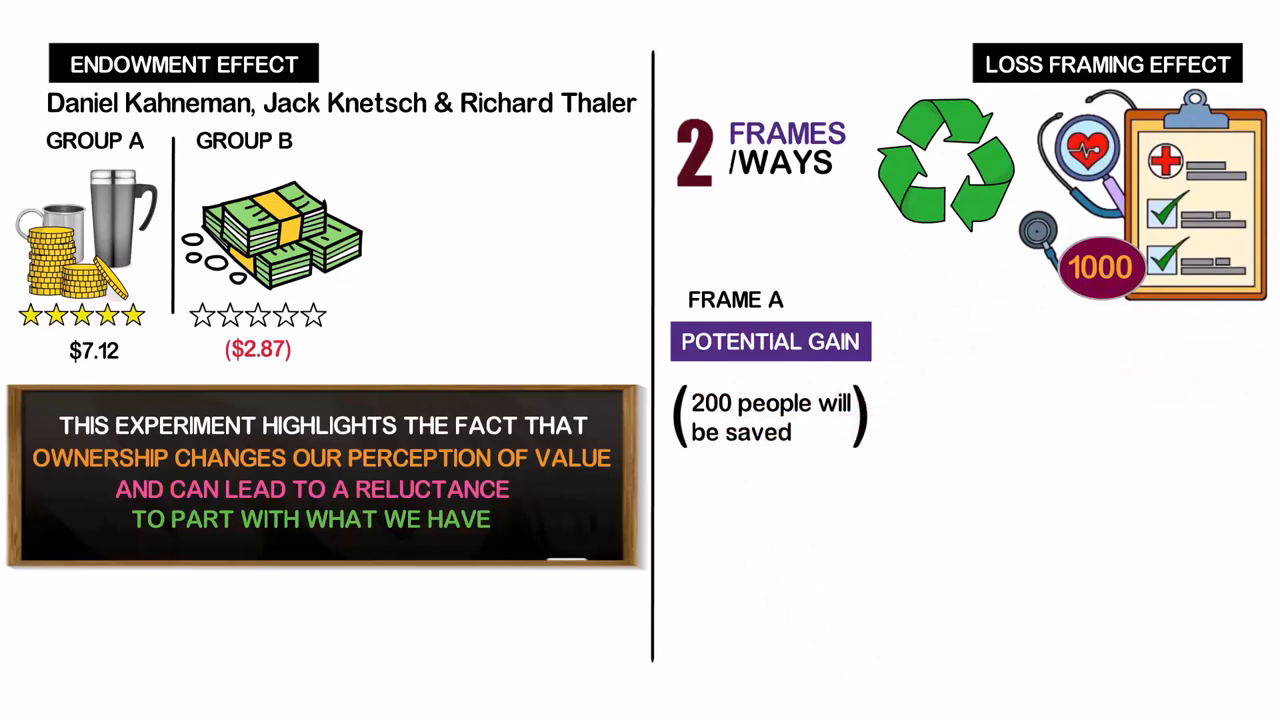 ENDOWMENT EFFECT
Daniel Kahneman, Jack Knetsch & Richard Thaler
GROUP A
GROUP B
$7.12
($2.87)
THIS EXPERIMENT HIGHLIGHTS THE FACT THAT
OWNERSHIP CHANGES OUR PERCEPTION OF VALUE
AND CAN LEAD TO A RELUCTANCE
TO PART WITH WHAT WE HAVE
LOSS FRAMING EFFECT
2 FRAMES
/WAYS
1000
FRAME A
POTENTIAL GAIN
(200 people will
be saved)